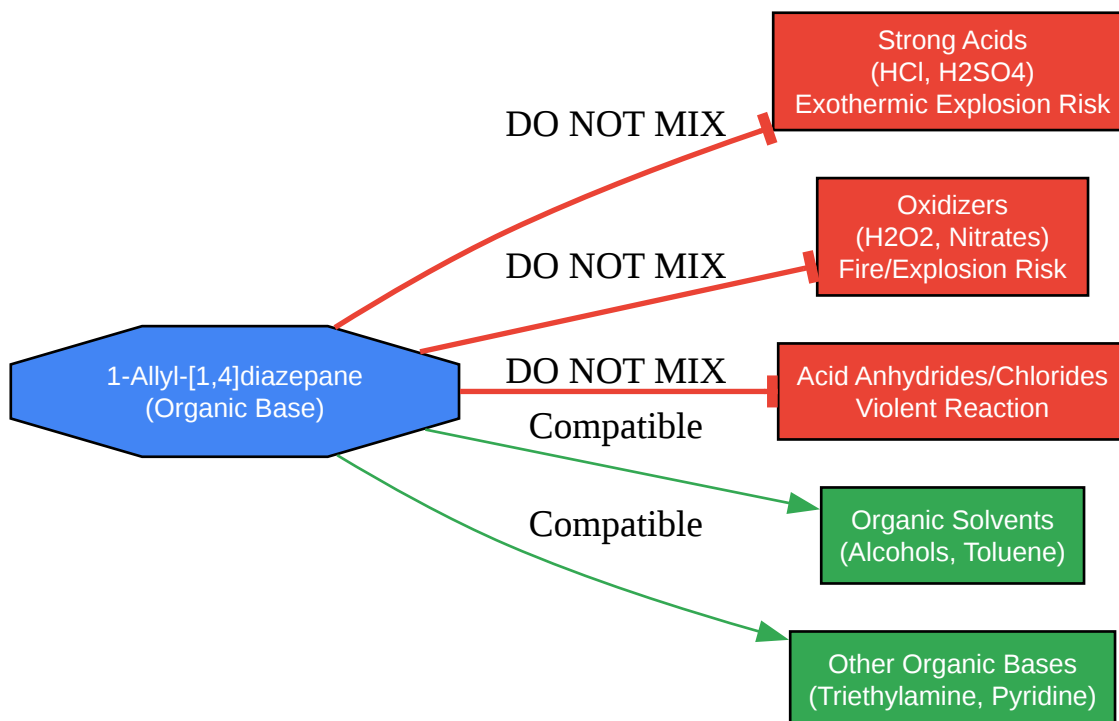 Strong Acids
(HCl, H2SO4)
Exothermic Explosion Risk
DO NOT MIX
Oxidizers
(H2O2, Nitrates)
Fire/Explosion Risk
DO NOT MIX
1-Allyl-[1,4]diazepane
(Organic Base)
DO NOT MIX
Acid Anhydrides/Chlorides
Violent Reaction
Compatible
Organic Solvents
(Alcohols, Toluene)
Compatible
Other Organic Bases
(Triethylamine, Pyridine)